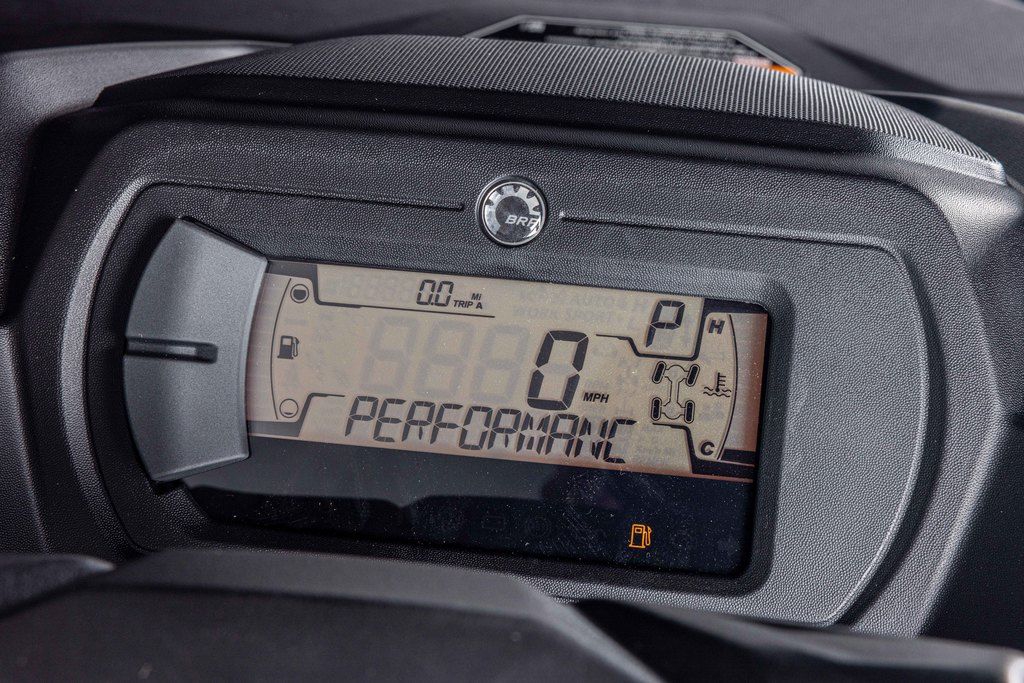 BRP
0.0 Mi
TRIP A
P
H
0 MPH
PERFORMANC
C